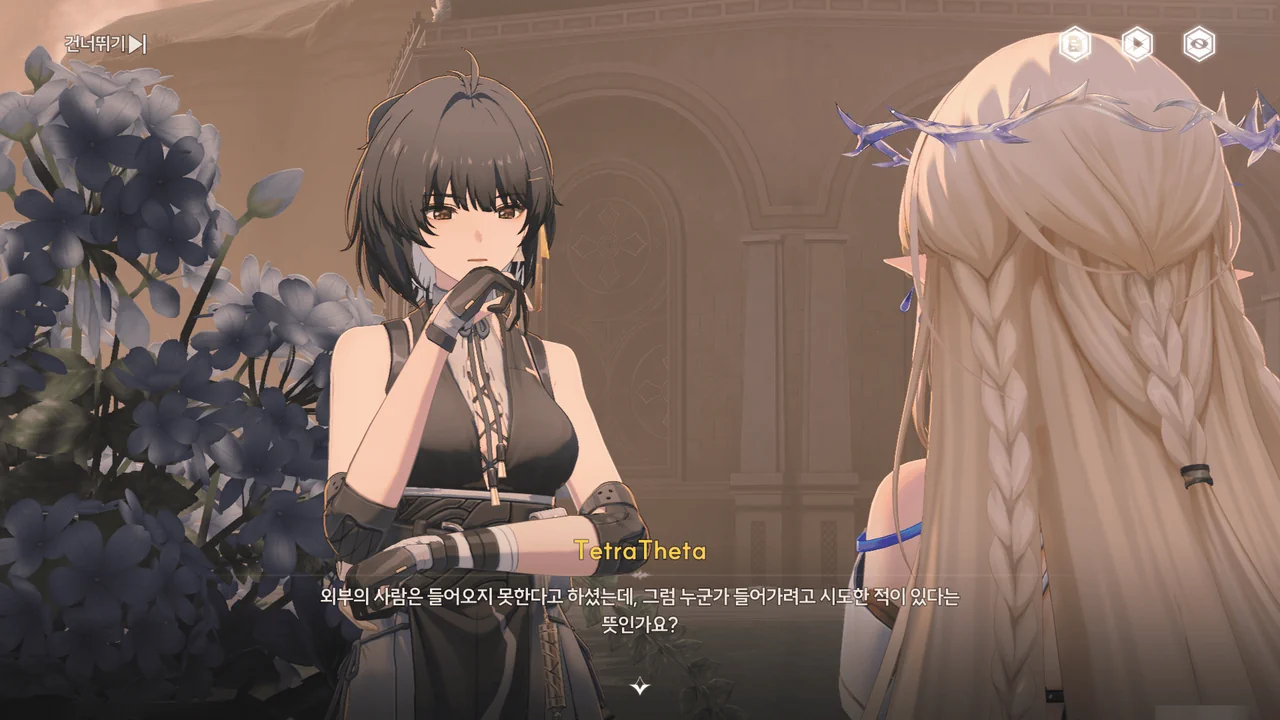 건너뛰기
TetraTheta
외부의 사람은 들어오지 못한다고 하셨는데, 그럼 누군가 들어가려고 시도한 적이 있다는
뜻인가요?